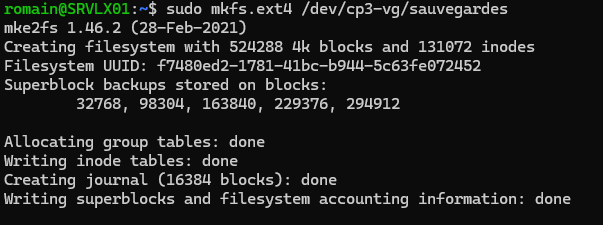 romain@SRVLX01:~$ sudo mkfs.ext4 /dev/cp3-vg/sauvegardes
mke2fs 1.46.2 (28-Feb-2021)
Creating filesystem with 524288 4k blocks and 131072 inodes
Filesystem UUID: f7480ed2-1781-41bc-b944-5c63fe072452
Superblock backups stored on blocks:
        32768, 98304, 163840, 229376, 294912

Allocating group tables: done
Writing inode tables: done
Creating journal (16384 blocks): done
Writing superblocks and filesystem accounting information: done